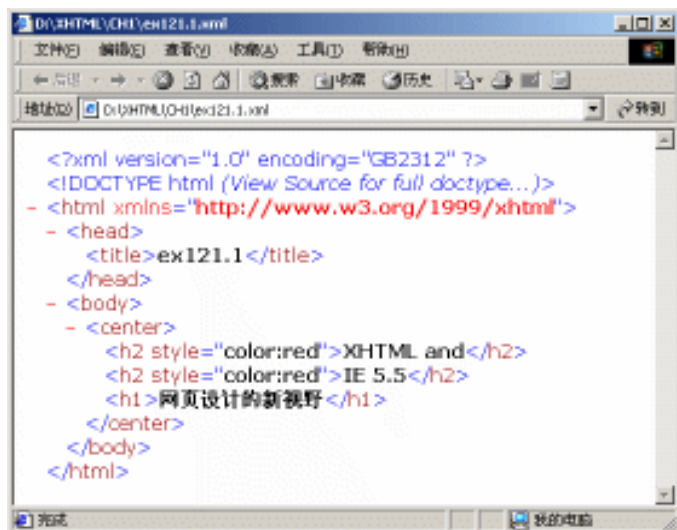 D:\XHTML\CH1\ex121.1.xml
文件(F) 编辑(E) 查看(V) 收藏(A) 工具(T) 帮助(H)
后退 搜索 收藏 历史
地址(D) D:\XHTML\CH1\ex121.1.xml 转到
<?xml version="1.0" encoding="GB2312" ?>
<!DOCTYPE html (View Source for full doctype...)>
- <html xmlns="http://www.w3.org/1999/xhtml">
- <head>
<title>ex121.1</title>
</head>
- <body>
- <center>
<h2 style="color:red">XHTML and</h2>
<h2 style="color:red">IE 5.5</h2>
<h1>网页设计的新视野</h1>
</center>
</body>
</html>
完成 我的电脑